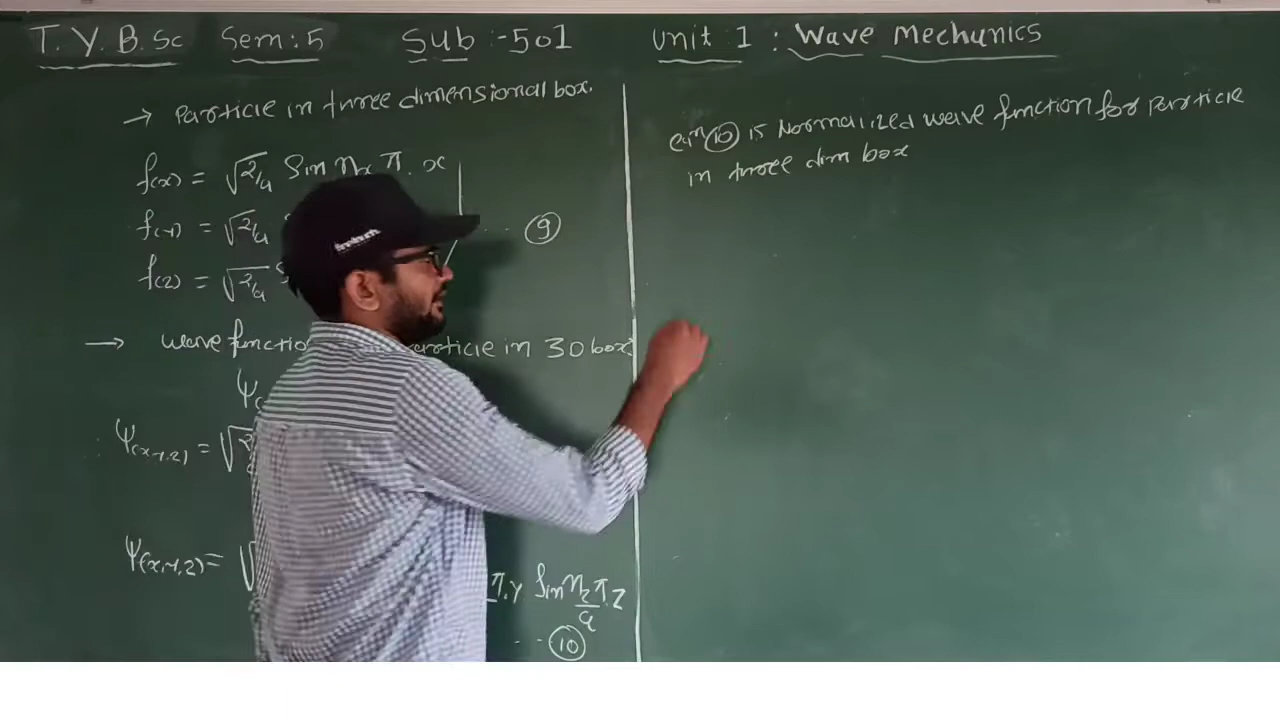 T. Y. B. Sc Sem: 5 Sub :-501 Unit 1 : Wave Mechanics
→ Particle in three dimensional box.
f(x) = √2/a Sin nx π. x
f(y) = √2/a
f(z) = √2/a
... 9
→ wave function particle in 3D box.
Ψ(x,y,z) = √
Ψ(x,y,z) = √ π.y Sin nz π z
a
... 10
eqn 10 is Normalized wave function for particle
in three dim box